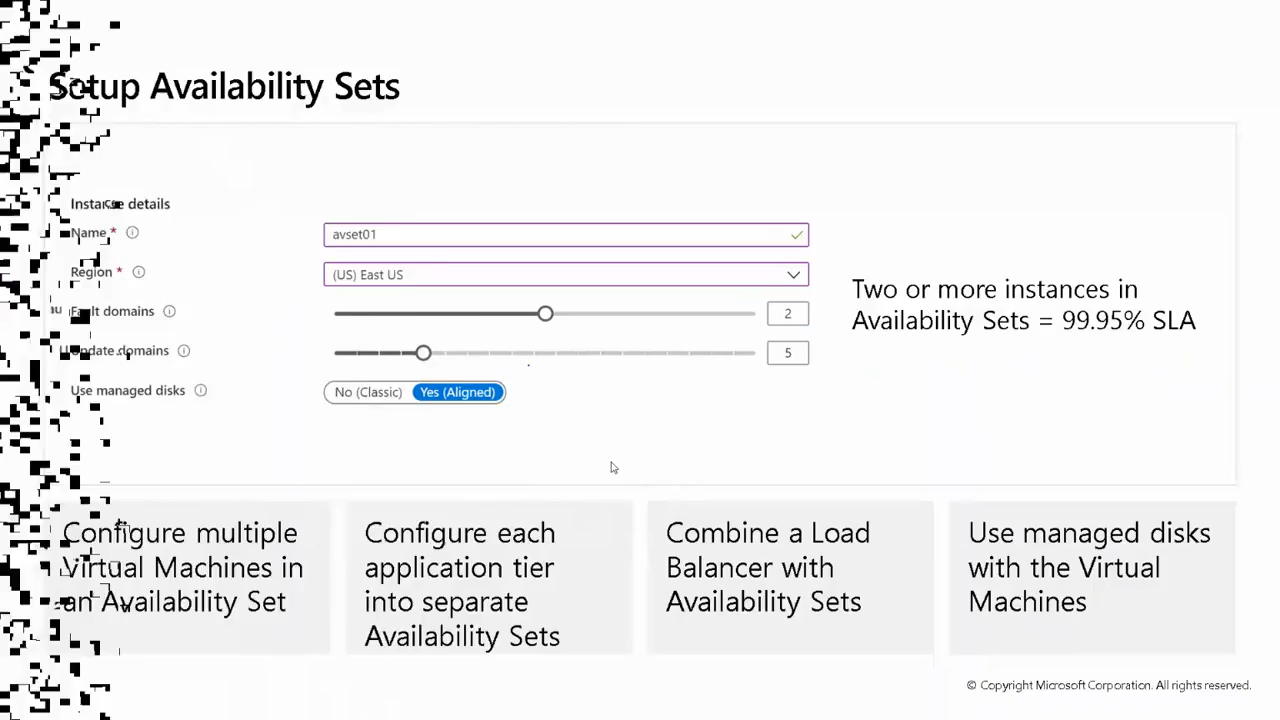 Setup Availability Sets
Instance details
Name *
avset01
Region *
(US) East US
Fault domains
2
Update domains
5
Use managed disks
No (Classic) Yes (Aligned)
Two or more instances in
Availability Sets = 99.95% SLA
Configure multiple
Virtual Machines in
an Availability Set
Configure each
application tier
into separate
Availability Sets
Combine a Load
Balancer with
Availability Sets
Use managed disks
with the Virtual
Machines
© Copyright Microsoft Corporation. All rights reserved.